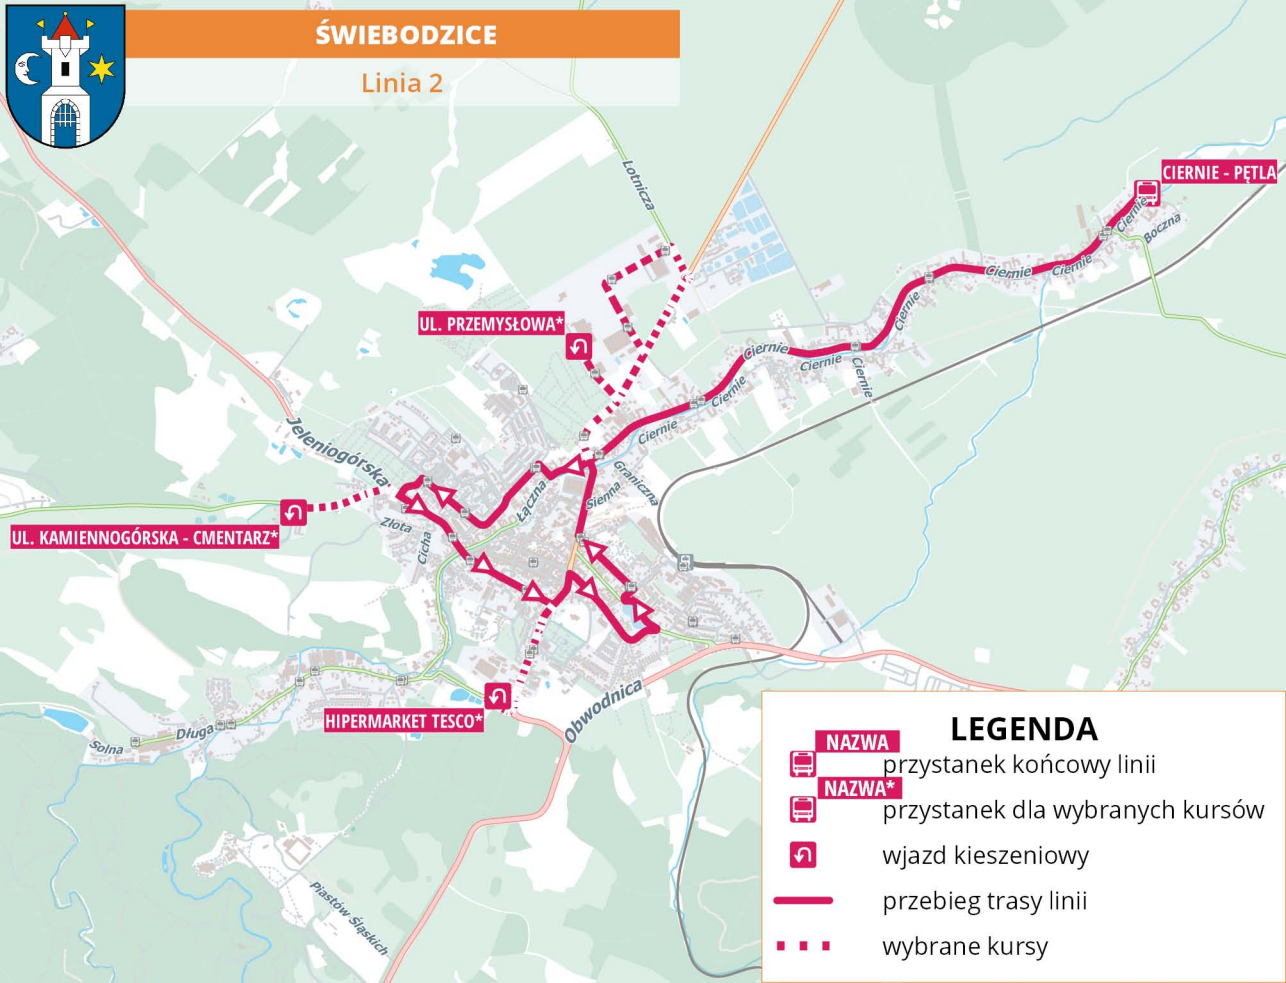 ŚWIEBODZICE
Linia 2
Lotnicza
CIERNIE - PĘTLA
Ciernie
Boczna
Ciernie
Ciernie
Ciernie
UL. PRZEMYSŁOWA*
Ciernie
Ciernie
Ciernie
Ciernie
Ciernie
Jeleniogórska
Graniczna
Łączna
Sienna
UL. KAMIENNOGÓRSKA - CMENTARZ*
Złota
Cicha
HIPERMARKET TESCO*
Obwodnica
Długa
Solna
Piastów Śląskich
LEGENDA
NAZWA
przystanek końcowy linii
NAZWA*
przystanek dla wybranych kursów
wjazd kieszeniowy
przebieg trasy linii
wybrane kursy